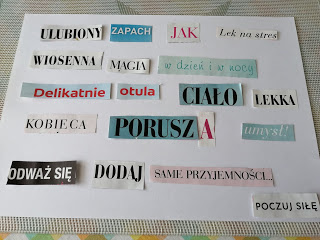 ULUBIONY ZAPACH JAK Lek na stres
WIOSENNA MAGIA w dzień i w nocy
Delikatnie otula CIAŁO LEKKA
KOBIECA PORUSZA umysł!
ODWAŻ SIĘ DODAJ SAME PRZYJEMNOŚCI...
POCZUJ SIŁĘ